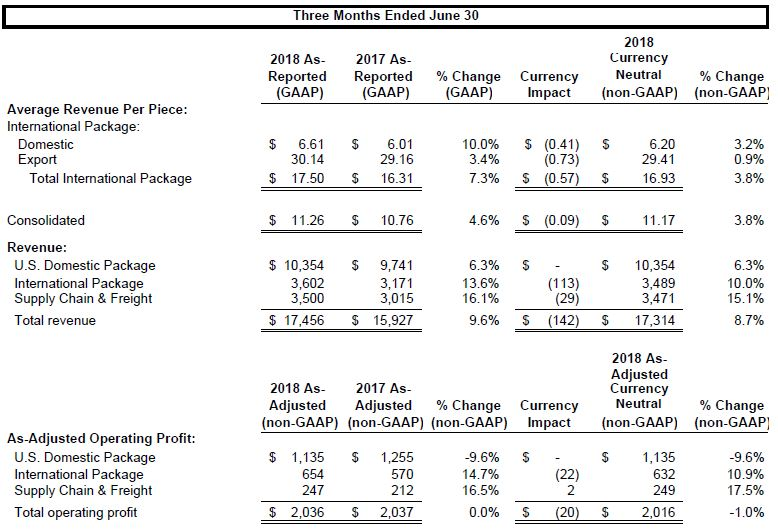 Three Months Ended June 30
2018
2018 As- 2017 As- Currency
Reported Reported % Change Currency Neutral % Change
(GAAP) (GAAP) (GAAP) Impact (non-GAAP) (non-GAAP)
Average Revenue Per Piece:
International Package:
Domestic $ 6.61 $ 6.01 10.0% $ (0.41) $ 6.20 3.2%
Export 30.14 29.16 3.4% (0.73) 29.41 0.9%
Total International Package $ 17.50 $ 16.31 7.3% $ (0.57) $ 16.93 3.8%
Consolidated $ 11.26 $ 10.76 4.6% $ (0.09) $ 11.17 3.8%
Revenue:
U.S. Domestic Package $ 10,354 $ 9,741 6.3% $ - $ 10,354 6.3%
International Package 3,602 3,171 13.6% (113) 3,489 10.0%
Supply Chain & Freight 3,500 3,015 16.1% (29) 3,471 15.1%
Total revenue $ 17,456 $ 15,927 9.6% $ (142) $ 17,314 8.7%
2018 As-
Adjusted
2018 As- 2017 As- Currency
Adjusted Adjusted % Change Currency Neutral % Change
(non-GAAP) (non-GAAP) (non-GAAP) Impact (non-GAAP) (non-GAAP)
As-Adjusted Operating Profit:
U.S. Domestic Package $ 1,135 $ 1,255 -9.6% $ - $ 1,135 -9.6%
International Package 654 570 14.7% (22) 632 10.9%
Supply Chain & Freight 247 212 16.5% 2 249 17.5%
Total operating profit $ 2,036 $ 2,037 0.0% $ (20) $ 2,016 -1.0%